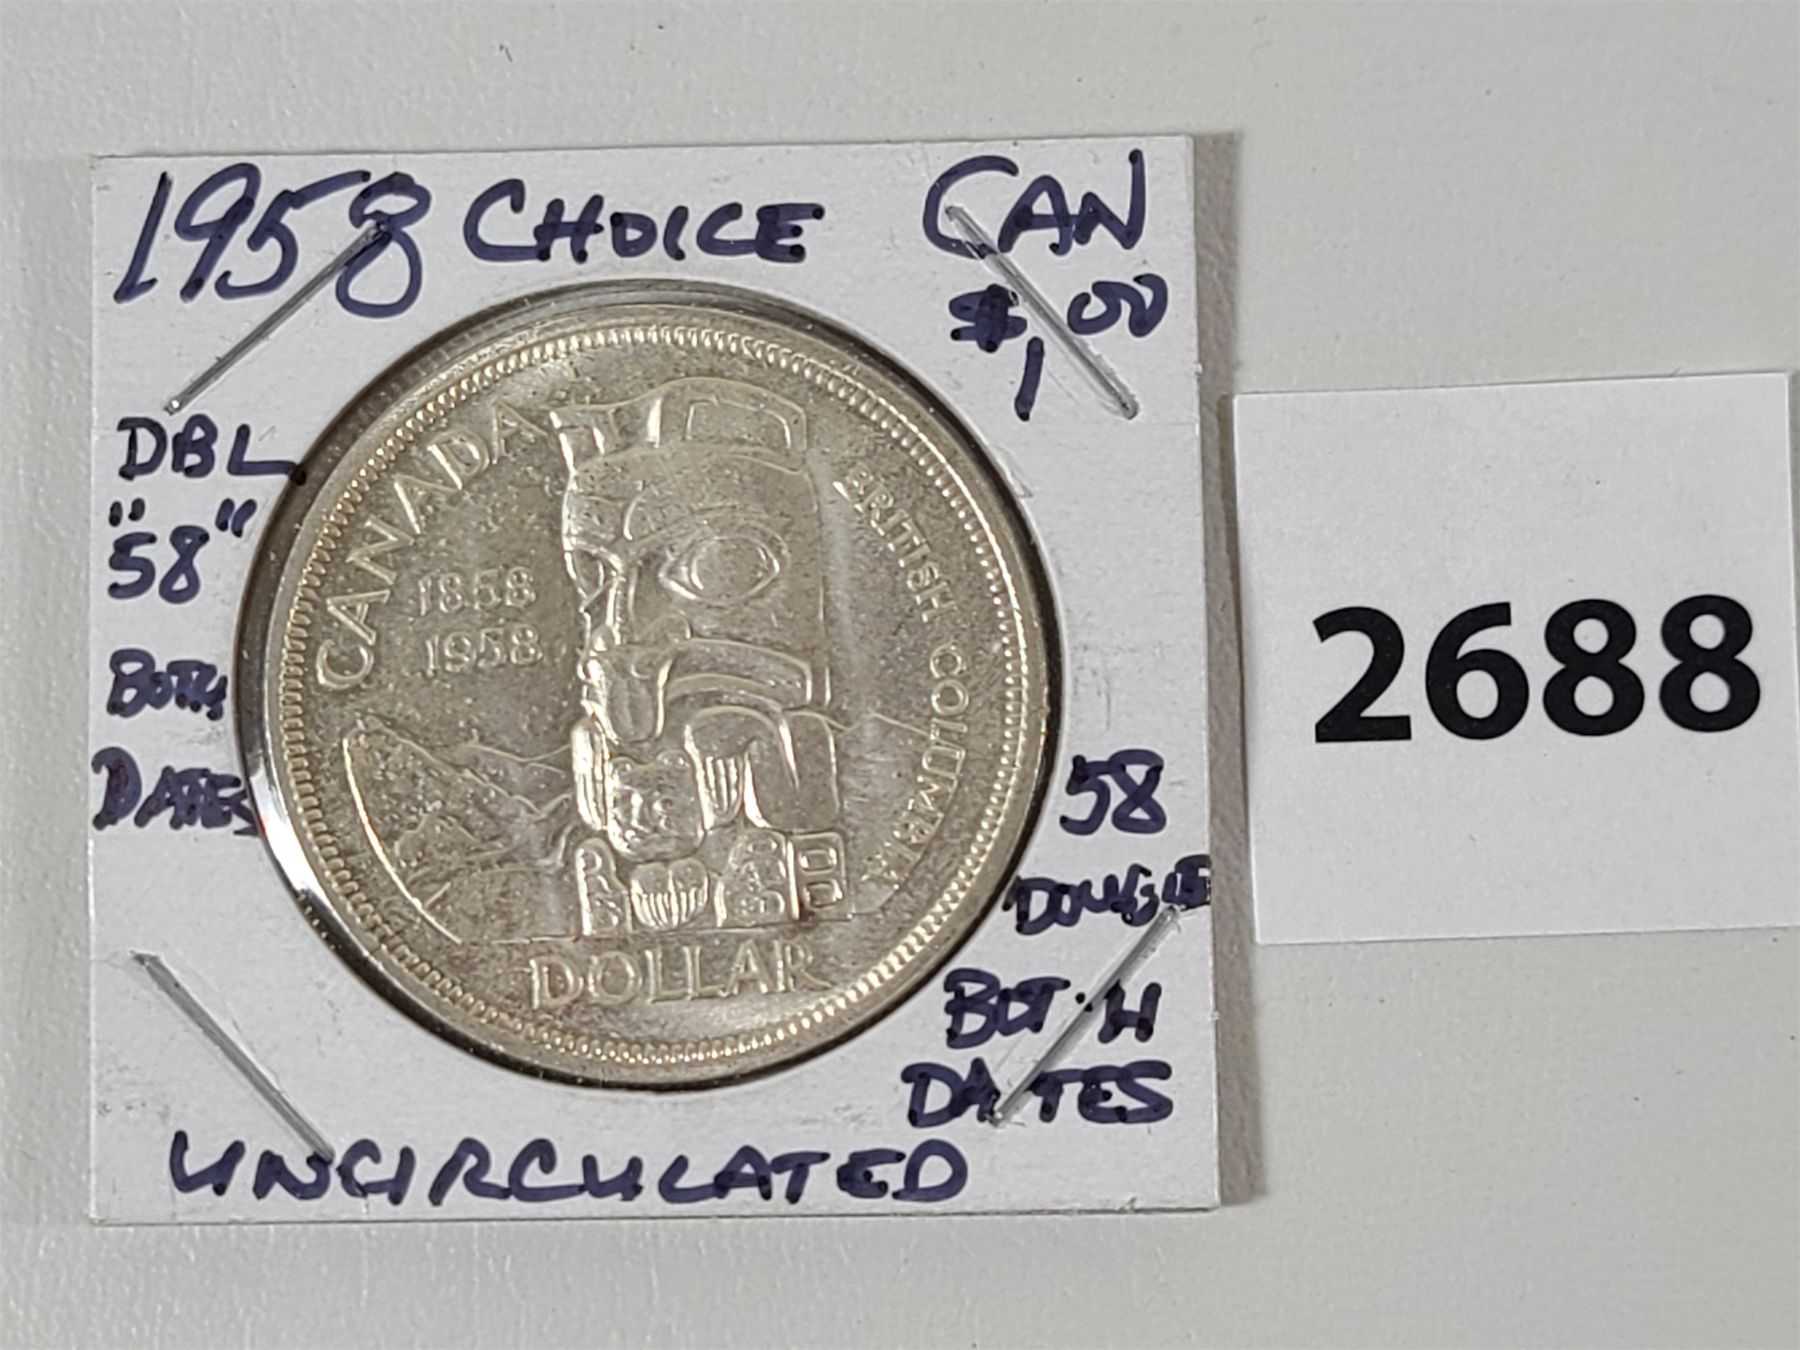 1958 CHOICE CAN
$1.00
DBL
"58"
BOTH
DATES
CANADA
1858
1958
BRITISH COLUMBIA
DOLLAR
58
BOTH
DATES
UNCIRCULATED
2688